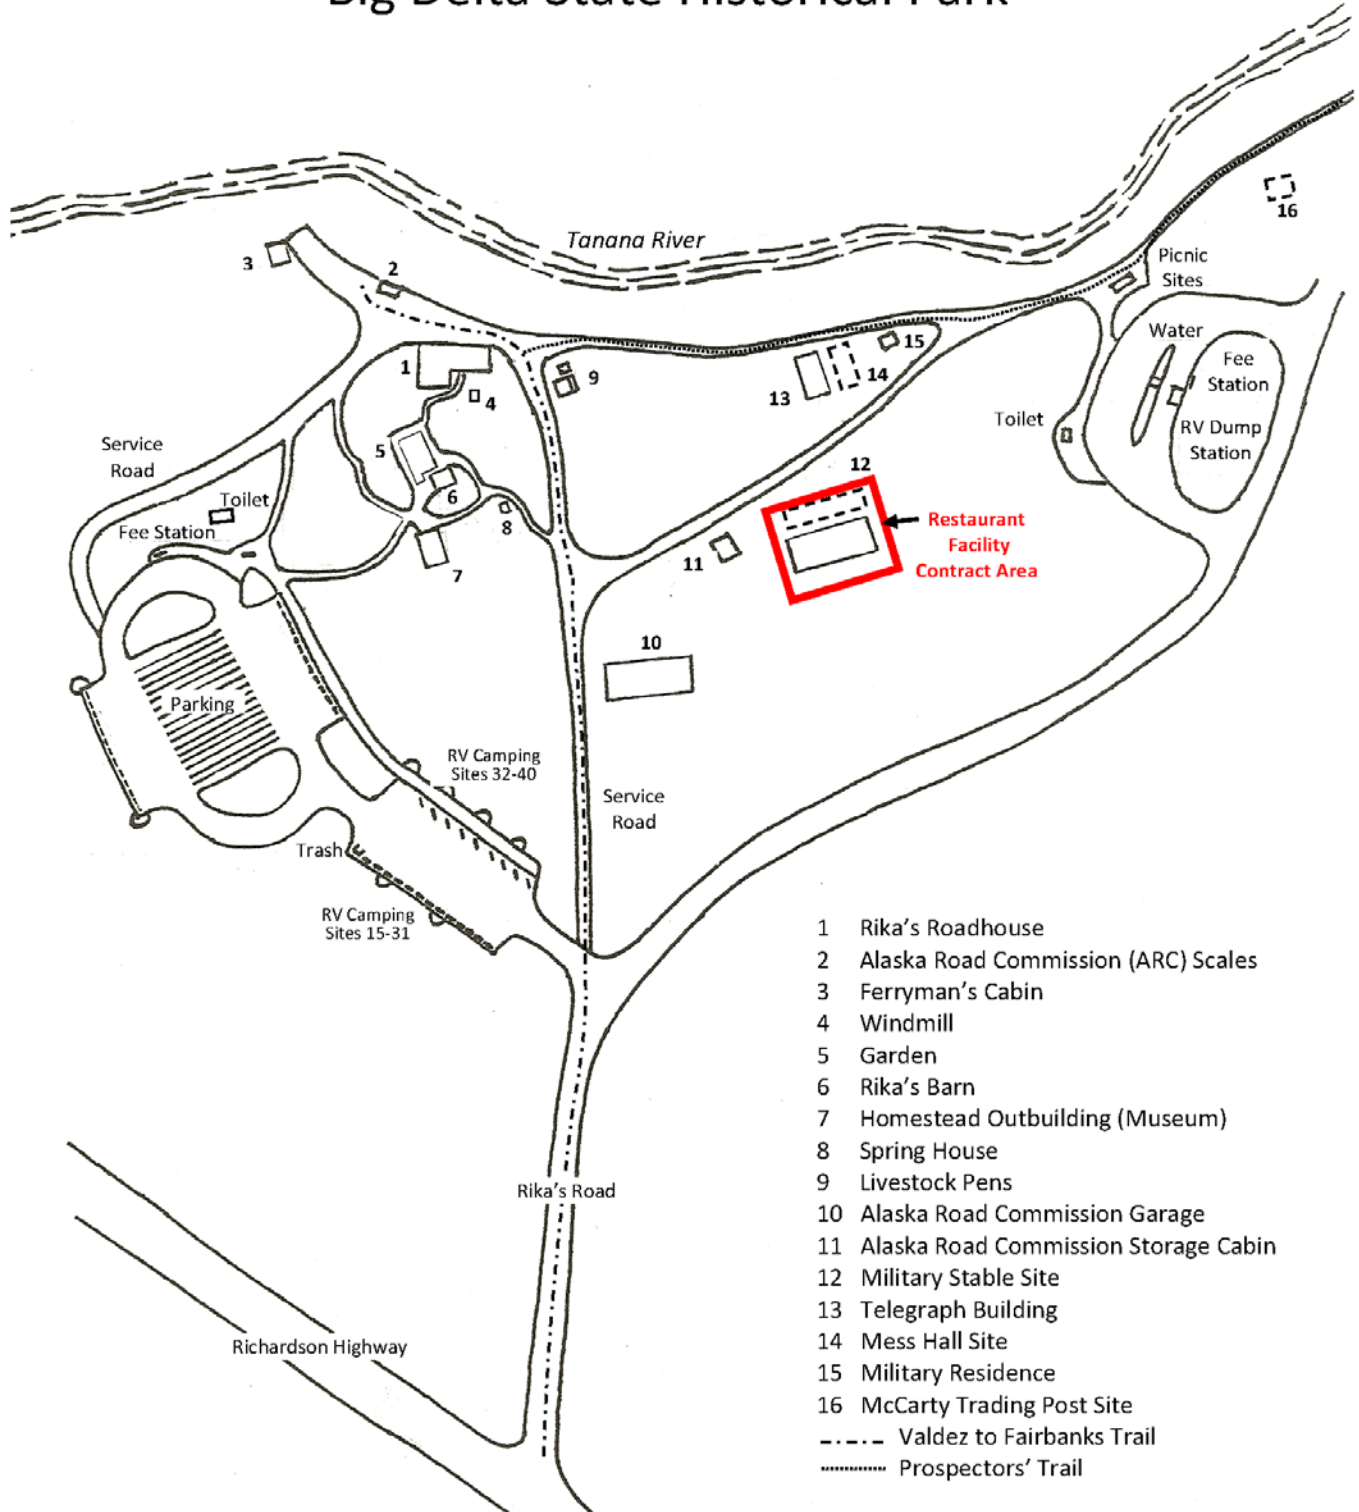 Big Delta State Historical Park
Tanana River
16
3
2
Picnic
Sites
Water
Fee
Station
RV Dump
Station
1
4
9
15
14
13
Toilet
5
6
8
7
Service
Road
Toilet
Fee Station
12
Restaurant
Facility
Contract Area
11
10
Parking
RV Camping
Sites 32-40
Service
Road
Trash
RV Camping
Sites 15-31
Rika's Road
Richardson Highway
1 Rika's Roadhouse
2 Alaska Road Commission (ARC) Scales
3 Ferryman's Cabin
4 Windmill
5 Garden
6 Rika's Barn
7 Homestead Outbuilding (Museum)
8 Spring House
9 Livestock Pens
10 Alaska Road Commission Garage
11 Alaska Road Commission Storage Cabin
12 Military Stable Site
13 Telegraph Building
14 Mess Hall Site
15 Military Residence
16 McCarty Trading Post Site
Valdez to Fairbanks Trail
Prospectors' Trail